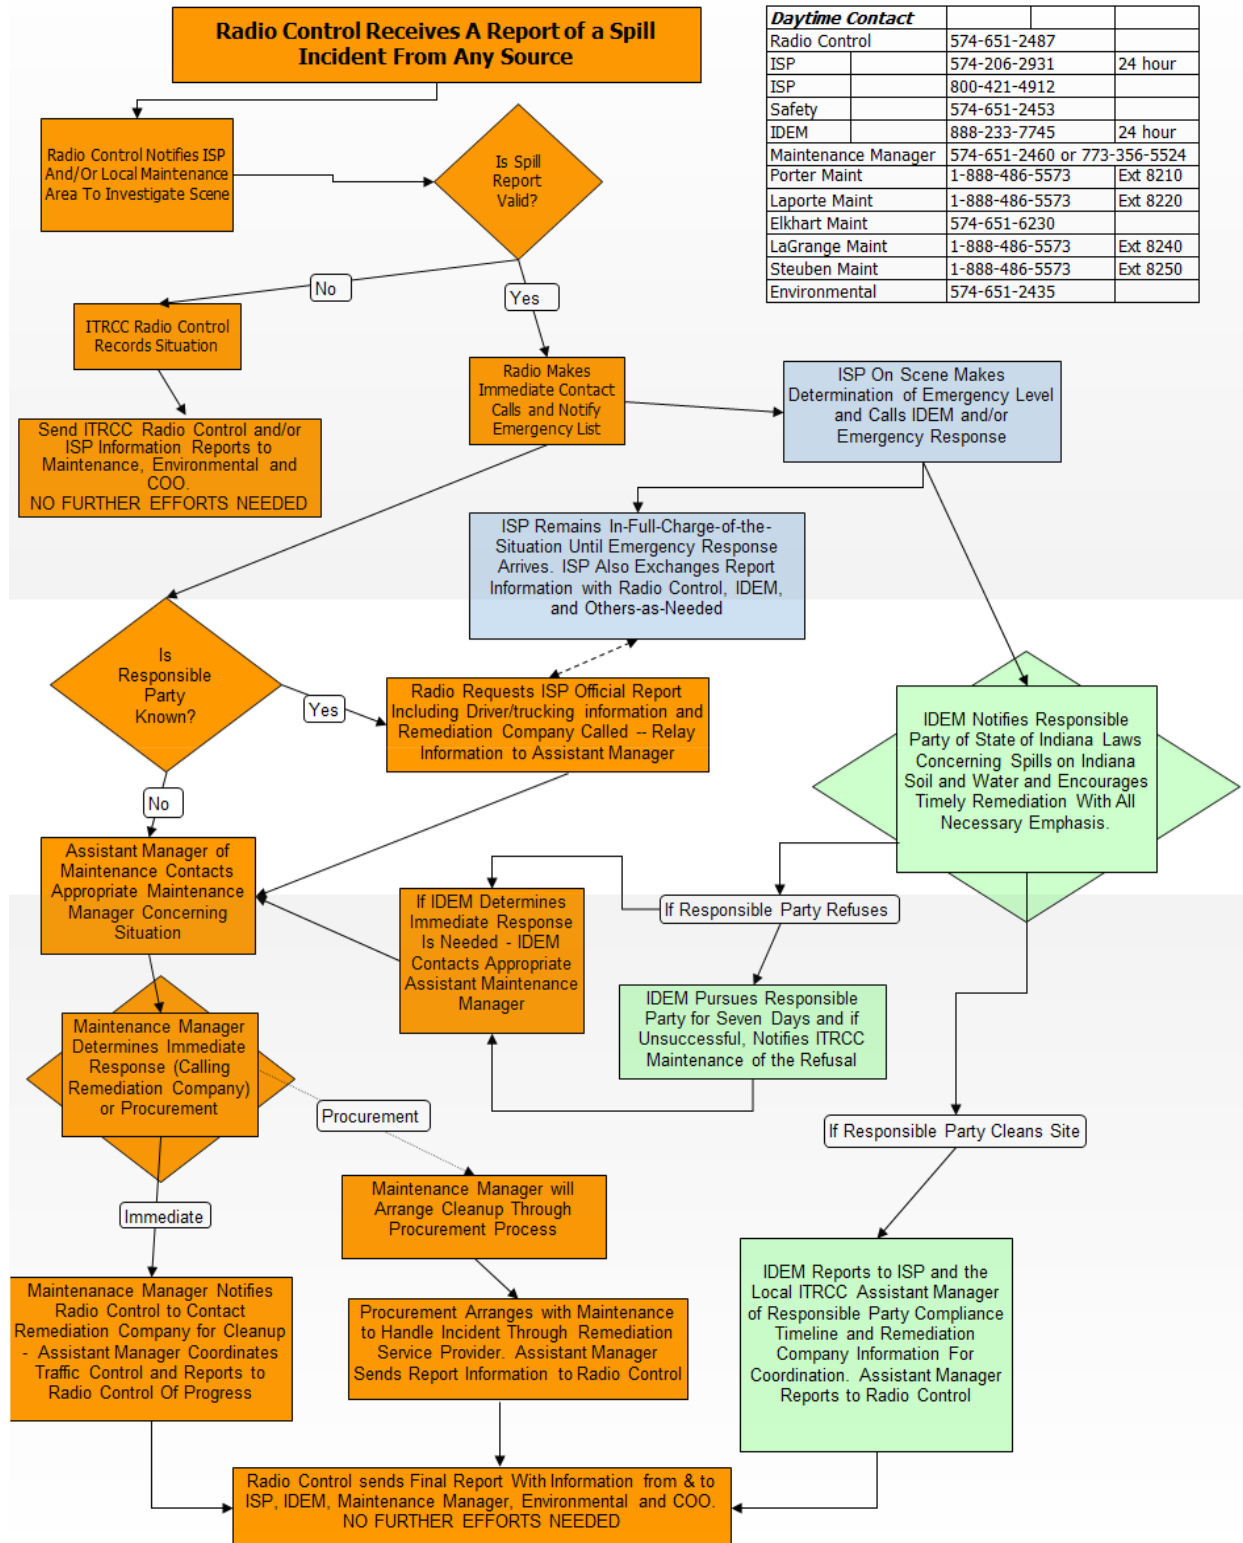 Radio Control Receives A Report of a Spill
Incident From Any Source
Daytime Contact
Radio Control 574-651-2487
ISP 574-206-2931 24 hour
ISP 800-421-4912
Safety 574-651-2453
IDEM 888-233-7745 24 hour
Maintenance Manager 574-651-2460 or 773-356-5524
Porter Maint 1-888-486-5573 Ext 8210
Laporte Maint 1-888-486-5573 Ext 8220
Elkhart Maint 574-651-6230
LaGrange Maint 1-888-486-5573 Ext 8240
Steuben Maint 1-888-486-5573 Ext 8250
Environmental 574-651-2435
Radio Control Notifies ISP
And/Or Local Maintenance
Area To Investigate Scene
Is Spill
Report
Valid?
No
Yes
ITRCC Radio Control
Records Situation
Send ITRCC Radio Control and/or
ISP Information Reports to
Maintenance, Environmental and
COO.
NO FURTHER EFFORTS NEEDED
Radio Makes
Immediate Contact
Calls and Notify
Emergency List
ISP On Scene Makes
Determination of Emergency Level
and Calls IDEM and/or
Emergency Response
ISP Remains In-Full-Charge-of-the-
Situation Until Emergency Response
Arrives. ISP Also Exchanges Report
Information with Radio Control, IDEM,
and Others-as-Needed
Is
Responsible
Party
Known?
Yes
No
Radio Requests ISP Official Report
Including Driver/trucking information and
Remediation Company Called -- Relay
Information to Assistant Manager
IDEM Notifies Responsible
Party of State of Indiana Laws
Concerning Spills on Indiana
Soil and Water and Encourages
Timely Remediation With All
Necessary Emphasis.
Assistant Manager of
Maintenance Contacts
Appropriate Maintenance
Manager Concerning
Situation
If IDEM Determines
Immediate Response
Is Needed - IDEM
Contacts Appropriate
Assistant Maintenance
Manager
If Responsible Party Refuses
IDEM Pursues Responsible
Party for Seven Days and if
Unsuccessful, Notifies ITRCC
Maintenance of the Refusal
Maintenance Manager
Determines Immediate
Response (Calling
Remediation Company)
or Procurement
Procurement
If Responsible Party Cleans Site
Immediate
Maintenance Manager will
Arrange Cleanup Through
Procurement Process
Maintenanace Manager Notifies
Radio Control to Contact
Remediation Company for Cleanup
- Assistant Manager Coordinates
Traffic Control and Reports to
Radio Control Of Progress
Procurement Arranges with Maintenance
to Handle Incident Through Remediation
Service Provider. Assistant Manager
Sends Report Information to Radio Control
IDEM Reports to ISP and the
Local ITRCC Assistant Manager
of Responsible Party Compliance
Timeline and Remediation
Company Information For
Coordination. Assistant Manager
Reports to Radio Control
Radio Control sends Final Report With Information from & to
ISP, IDEM, Maintenance Manager, Environmental and COO.
NO FURTHER EFFORTS NEEDED